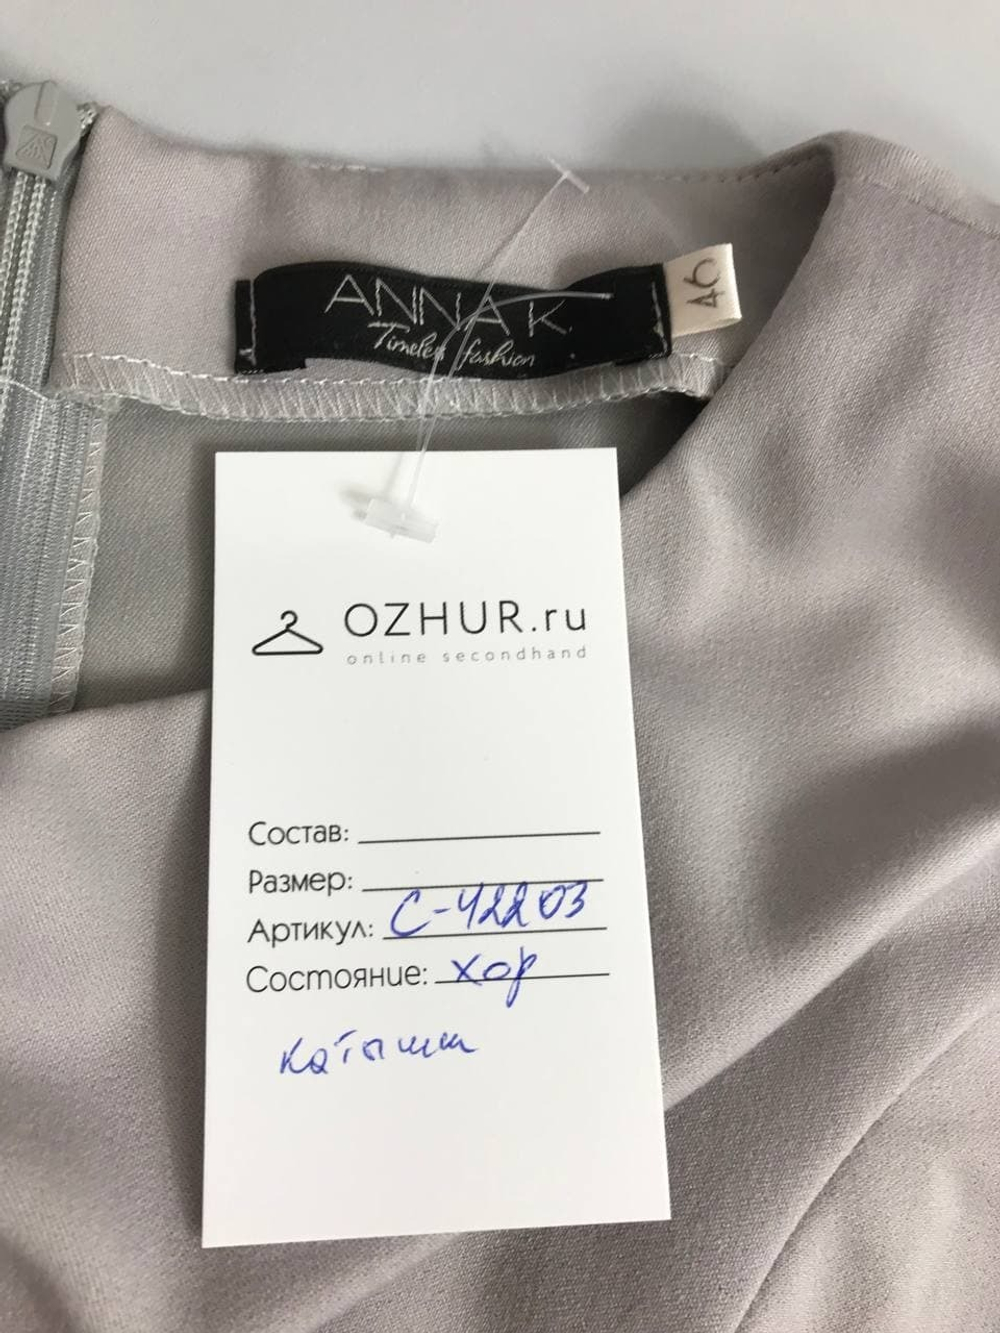 ANNA K.
Timeless fashion
46
OZHUR.ru
online secondhand
Состав:
Размер:
Артикул: С-42203
Состояние: хор
катышки